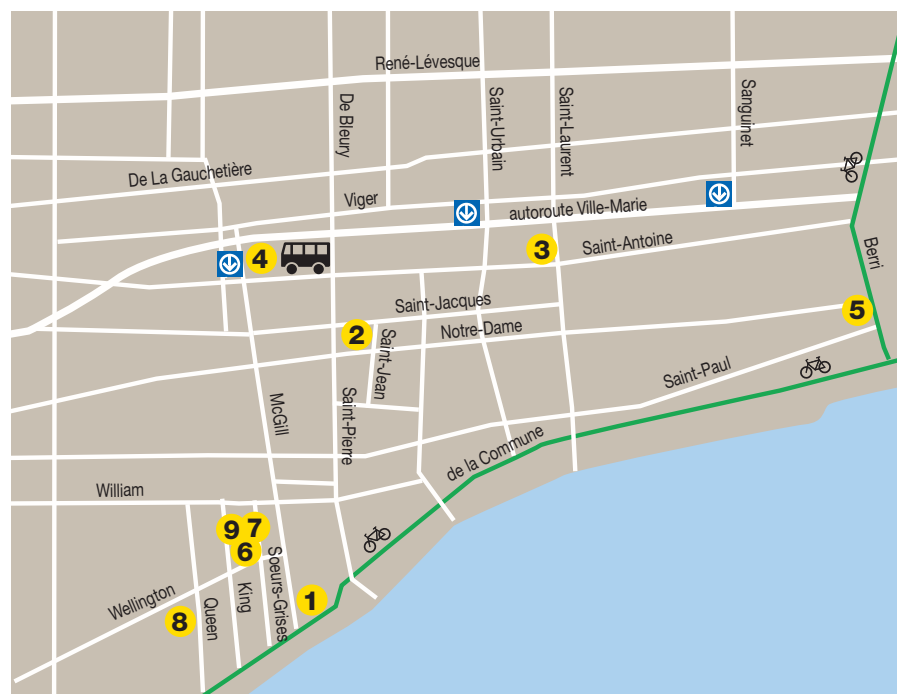 René-Lévesque
De Bleury
Saint-Urbain
Saint-Laurent
Sanguinet
De La Gauchetière
Viger
autoroute Ville-Marie
4
3
Saint-Antoine
Berri
Saint-Jacques
5
2
Notre-Dame
Saint-Jean
Saint-Paul
McGill
Saint-Pierre
de la Commune
William
9
7
6
Soeurs-Grises
King
Wellington
1
Queen
8